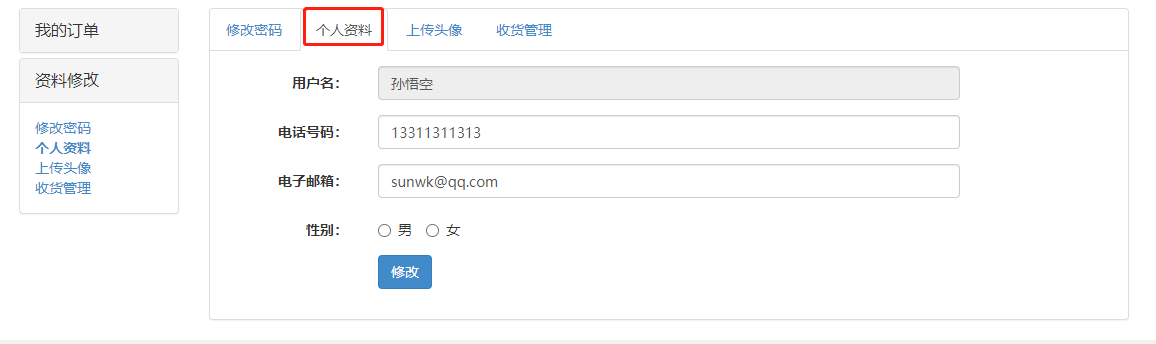 我的订单
资料修改
修改密码
个人资料
上传头像
收货管理
修改密码 个人资料 上传头像 收货管理
用户名： 孙悟空
电话号码： 13311311313
电子邮箱： sunwk@qq.com
性别： 男 女
修改